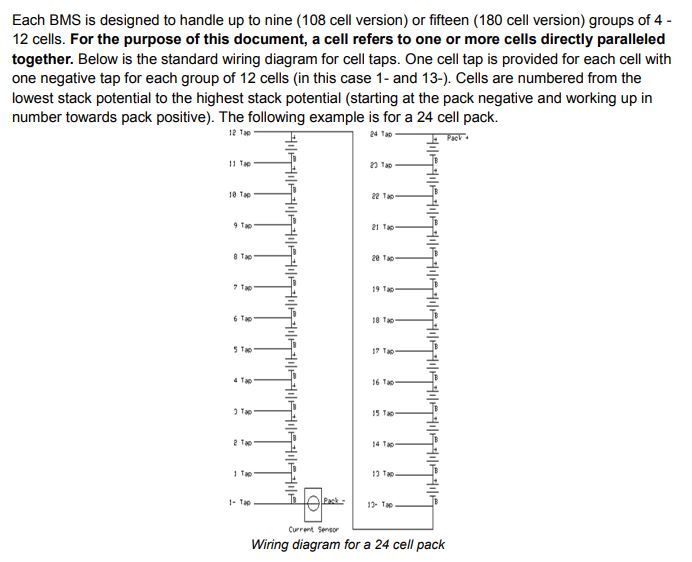 Each BMS is designed to handle up to nine (108 cell version) or fifteen (180 cell version) groups of 4 -
12 cells. For the purpose of this document, a cell refers to one or more cells directly paralleled
together. Below is the standard wiring diagram for cell taps. One cell tap is provided for each cell with
one negative tap for each group of 12 cells (in this case 1- and 13-). Cells are numbered from the
lowest stack potential to the highest stack potential (starting at the pack negative and working up in
number towards pack positive). The following example is for a 24 cell pack.
12 Tap
11 Tap
10 Tap
9 Tap
8 Tap
7 Tap
6 Tap
5 Tap
4 Tap
3 Tap
2 Tap
1 Tap
1- Tap
Pack -
Current Sensor
24 Tap
Pack +
23 Tap
22 Tap
21 Tap
20 Tap
19 Tap
18 Tap
17 Tap
16 Tap
15 Tap
14 Tap
13 Tap
13- Tap
Wiring diagram for a 24 cell pack